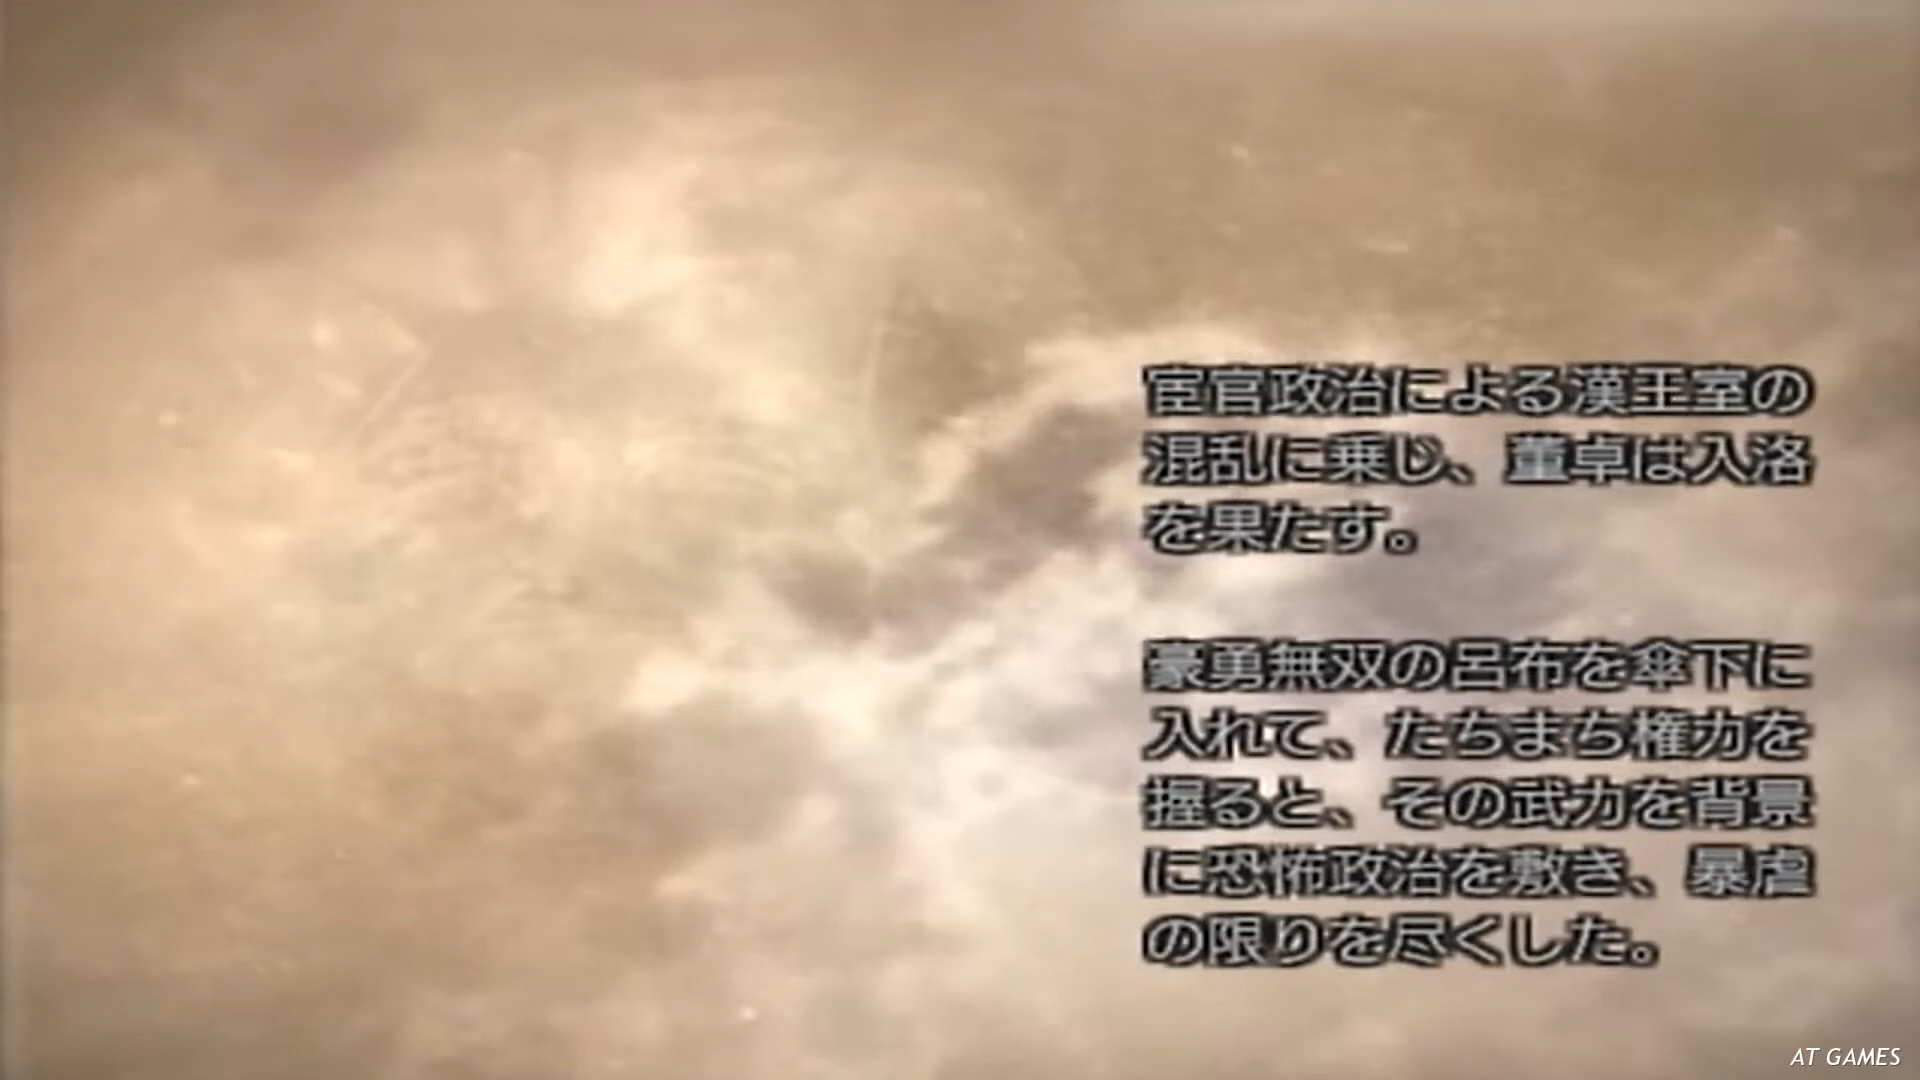 宦官政治による漢王室の
混乱に乗じ、董卓は入洛
を果たす。
豪勇無双の呂布を傘下に
入れて、たちまち権力を
握ると、その武力を背景
に恐怖政治を敷き、暴虐
の限りを尽くした。
AT GAMES